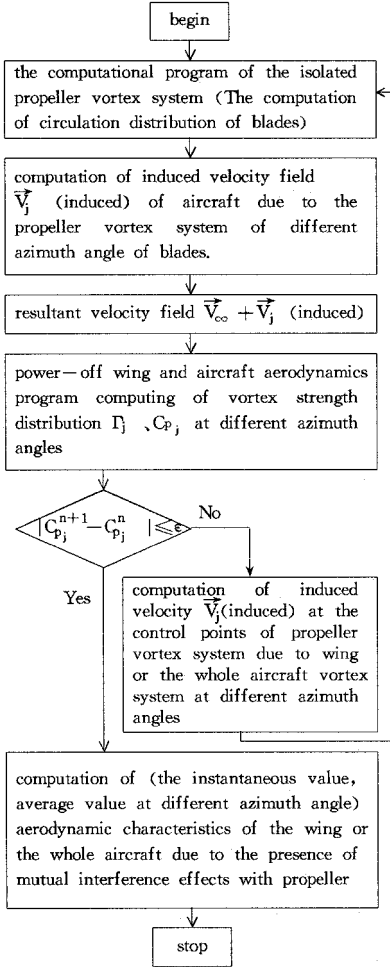 begin
the computational program of the isolated
propeller vortex system (The computation
of circulation distribution of blades)
computation of induced velocity field
V⃗j (induced) of aircraft due to the
propeller vortex system of different
azimuth angle of blades.
resultant velocity field V⃗∞ + V⃗j (induced)
power—off wing and aircraft aerodynamics
program computing of vortex strength
distribution Γj 、Cpj at different azimuth
angles
|Cpjⁿ⁺¹ — Cpjⁿ | ⩽ ϵ
No
Yes
computation of induced
velocity V⃗j(induced) at the
control points of propeller
vortex system due to wing
or the whole aircraft vortex
system at different azimuth
angles
computation of (the instantaneous value,
average value at different azimuth angle)
aerodynamic characteristics of the wing or
the whole aircraft due to the presence of
mutual interference effects with propeller
stop